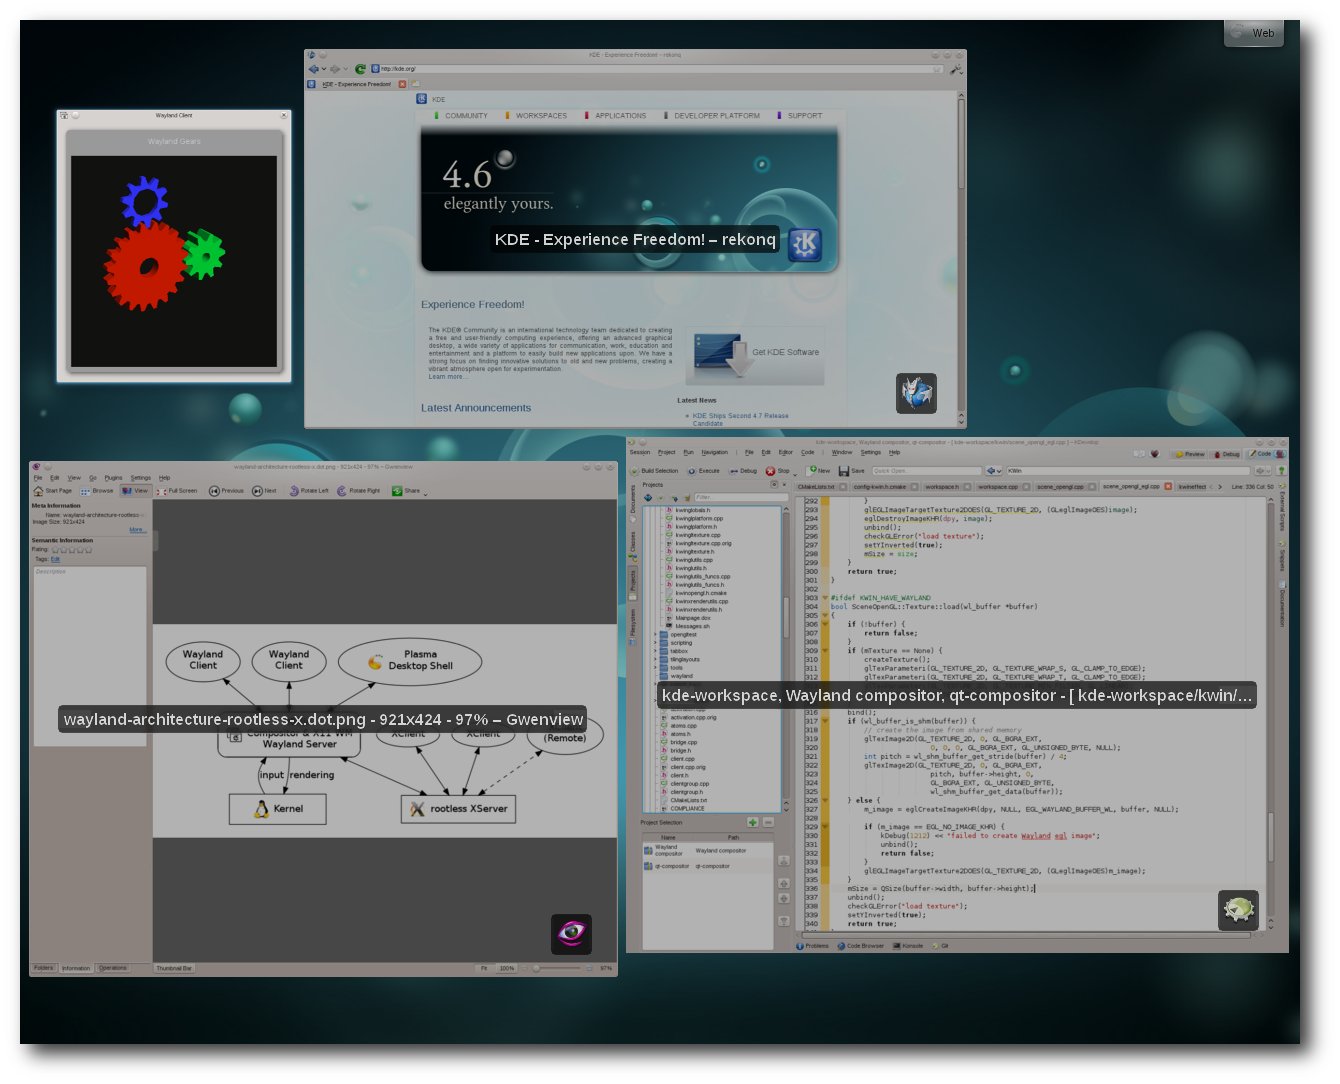 Web
Wayland Client
Wayland Gears
KDE - Experience Freedom! – rekonq
http://kde.org/
KDE - Experience Freedom!
KDE
COMMUNITY
WORKSPACES
APPLICATIONS
DEVELOPER PLATFORM
SUPPORT
4.6
elegantly yours.
KDE - Experience Freedom! – rekonq
Experience Freedom!
The KDE® Community is an international technology team dedicated to creating
a free and user-friendly computing experience, offering an advanced graphical
desktop, a wide variety of applications for communication, work, education and
entertainment and a platform to easily build new applications upon. We have a
strong focus on finding innovative solutions to old and new problems, creating a
vibrant atmosphere open for experimentation.
Learn more...
Get KDE Software
Latest Announcements
Latest News
KDE Ships Second 4.7 Release
Candidate
wayland-architecture-rootless-x.dot.png - 921x424 - 97% – Gwenview
File Edit View Go Plugins Settings Help
Start Page Browse View Full Screen Previous Next Rotate Left Rotate Right Share
Meta Information
Name: wayland-architecture-rootless-x
Image Size: 921x424
More...
Semantic Information
Rating:
Tags: Edit
Description
Wayland
Client
Wayland
Client
Plasma
Desktop Shell
wayland-architecture-rootless-x.dot.png - 921x424 - 97% – Gwenview
Compositor & X11 WM
Wayland Server
XClient
XClient
(Remote)
input rendering
Kernel
rootless XServer
Folders Information Operations
Thumbnail Bar
Fit 100% 97%
kde-workspace, Wayland compositor, qt-compositor - [ kde-workspace/kwin/scene_opengl_egl.cpp ] – KDevelop
Session Project Run Navigation File Edit Editor Code Window Settings Help
Review Debug Code
Build Selection Execute Debug Stop New Save Quick Open... KWin
Projects
Filter...
Documents
Classes
Projects
Filesystem
kwinglobals.h
kwinglplatform.cpp
kwinglplatform.h
kwingltexture.cpp
kwingltexture.cpp.orig
kwingltexture.h
kwinglutils.cpp
kwinglutils.h
kwinglutils_funcs.cpp
kwinglutils_funcs.h
kwinopengl.h.cmake
kwinxrenderutils.cpp
kwinxrenderutils.h
Mainpage.dox
Messages.sh
opengltest
scripting
tabbox
tilinglayouts
tools
wayland
activation.cpp
activation.cpp.orig
atoms.cpp
atoms.h
bridge.cpp
bridge.h
client.cpp
client.cpp.orig
client.h
clientgroup.cpp
clientgroup.h
CMakeLists.txt
COMPLIANCE
Project Selection
Name Path
Wayland compositor Wayland compositor
qt-compositor qt-compositor
CMakeLists.txt config-kwin.h.cmake workspace.h workspace.cpp scene_opengl.cpp scene_opengl_egl.cpp kwineffect Line: 336 Col: 50
External Scripts
Snippets
Documentation
292 }
293 glEGLImageTargetTexture2DOES(GL_TEXTURE_2D, (GLeglImageOES)image);
294 eglDestroyImageKHR(dpy, image);
295 unbind();
296 checkGLError("load texture");
297 setYInverted(true);
298 mSize = size;
299 }
300 return true;
301 }
302
303 #ifdef KWIN_HAVE_WAYLAND
304 bool SceneOpenGL::Texture::load(wl_buffer *buffer)
305 {
306 if (!buffer) {
307 return false;
308 }
309 if (mTexture == None) {
310 createTexture();
311 glTexParameteri(GL_TEXTURE_2D, GL_TEXTURE_WRAP_S, GL_CLAMP_TO_EDGE);
312 glTexParameteri(GL_TEXTURE_2D, GL_TEXTURE_WRAP_T, GL_CLAMP_TO_EDGE);
kde-workspace, Wayland compositor, qt-compositor - [ kde-workspace/kwin/...
316 bind();
317 if (wl_buffer_is_shm(buffer)) {
318 // create the image from shared memory
319 glTexImage2D(GL_TEXTURE_2D, 0, GL_BGRA_EXT,
320 0, 0, 0, GL_BGRA_EXT, GL_UNSIGNED_BYTE, NULL);
321 int pitch = wl_shm_buffer_get_stride(buffer) / 4;
322 glTexImage2D(GL_TEXTURE_2D, 0, GL_BGRA_EXT,
323 pitch, buffer->height, 0,
324 GL_BGRA_EXT, GL_UNSIGNED_BYTE,
325 wl_shm_buffer_get_data(buffer));
326 } else {
327 m_image = eglCreateImageKHR(dpy, NULL, EGL_WAYLAND_BUFFER_WL, buffer, NULL);
328
329 if (m_image == EGL_NO_IMAGE_KHR) {
330 kDebug(1212) << "failed to create Wayland egl image";
331 unbind();
332 return false;
333 }
334 glEGLImageTargetTexture2DOES(GL_TEXTURE_2D, (GLeglImageOES)m_image);
335 }
336 mSize = QSize(buffer->width, buffer->height);
337 unbind();
338 checkGLError("load texture");
339 setYInverted(true);
340 return true;
Problems Code Browser Konsole Git